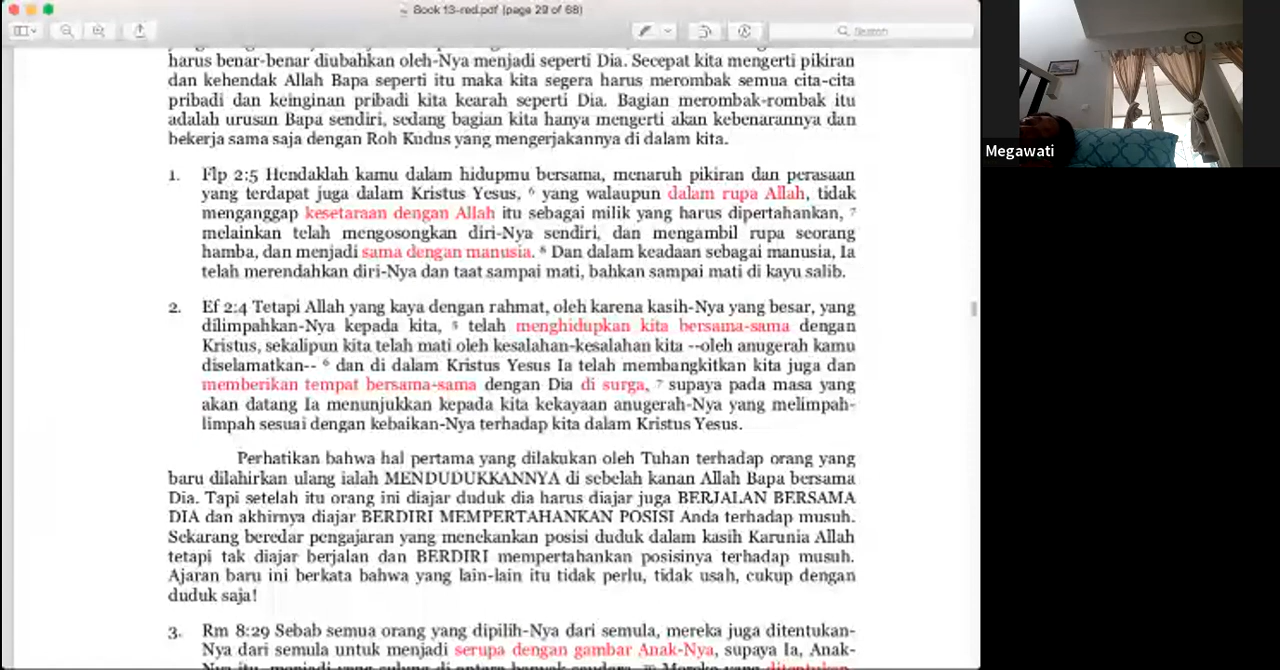 Book 13-red.pdf (page 29 of 68)
Search
harus benar-benar diubahkan oleh-Nya menjadi seperti Dia. Secepat kita mengerti pikiran
dan kehendak Allah Bapa seperti itu maka kita segera harus merombak semua cita-cita
pribadi dan keinginan pribadi kita kearah seperti Dia. Bagian merombak-rombak itu
adalah urusan Bapa sendiri, sedang bagian kita hanya mengerti akan kebenarannya dan
bekerja sama saja dengan Roh Kudus yang mengerjakannya di dalam kita.
1. Flp 2:5 Hendaklah kamu dalam hidupmu bersama, menaruh pikiran dan perasaan
yang terdapat juga dalam Kristus Yesus, 6 yang walaupun dalam rupa Allah, tidak
menganggap kesetaraan dengan Allah itu sebagai milik yang harus dipertahankan, 7
melainkan telah mengosongkan diri-Nya sendiri, dan mengambil rupa seorang
hamba, dan menjadi sama dengan manusia. 8 Dan dalam keadaan sebagai manusia, Ia
telah merendahkan diri-Nya dan taat sampai mati, bahkan sampai mati di kayu salib.
2. Ef 2:4 Tetapi Allah yang kaya dengan rahmat, oleh karena kasih-Nya yang besar, yang
dilimpahkan-Nya kepada kita, 5 telah menghidupkan kita bersama-sama dengan
Kristus, sekalipun kita telah mati oleh kesalahan-kesalahan kita --oleh anugerah kamu
diselamatkan-- 6 dan di dalam Kristus Yesus Ia telah membangkitkan kita juga dan
memberikan tempat bersama-sama dengan Dia di surga, 7 supaya pada masa yang
akan datang Ia menunjukkan kepada kita kekayaan anugerah-Nya yang melimpah-
limpah sesuai dengan kebaikan-Nya terhadap kita dalam Kristus Yesus.
Perhatikan bahwa hal pertama yang dilakukan oleh Tuhan terhadap orang yang
baru dilahirkan ulang ialah MENDUDUKKANNYA di sebelah kanan Allah Bapa bersama
Dia. Tapi setelah itu orang ini diajar duduk dia harus diajar juga BERJALAN BERSAMA
DIA dan akhirnya diajar BERDIRI MEMPERTAHANKAN POSISI Anda terhadap musuh.
Sekarang beredar pengajaran yang menekankan posisi duduk dalam kasih Karunia Allah
tetapi tak diajar berjalan dan BERDIRI mempertahankan posisinya terhadap musuh.
Ajaran baru ini berkata bahwa yang lain-lain itu tidak perlu, tidak usah, cukup dengan
duduk saja!
3. Rm 8:29 Sebab semua orang yang dipilih-Nya dari semula, mereka juga ditentukan-
Nya dari semula untuk menjadi serupa dengan gambar Anak-Nya, supaya Ia, Anak-
Megawati